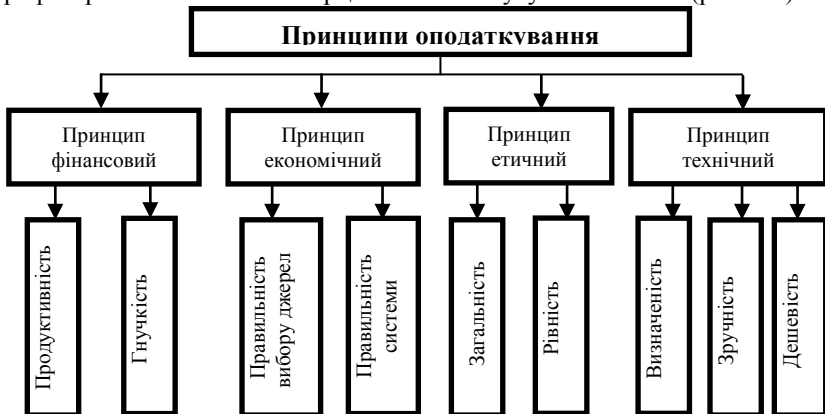 Принципи оподаткування
Принцип
фінансовий
Принцип
економічний
Принцип
етичний
Принцип
технічний
Продуктивність
Гнучкість
Правильність
вибору джерел
Правильність
системи
Загальність
Рівність
Визначеність
Зручність
Дешевість